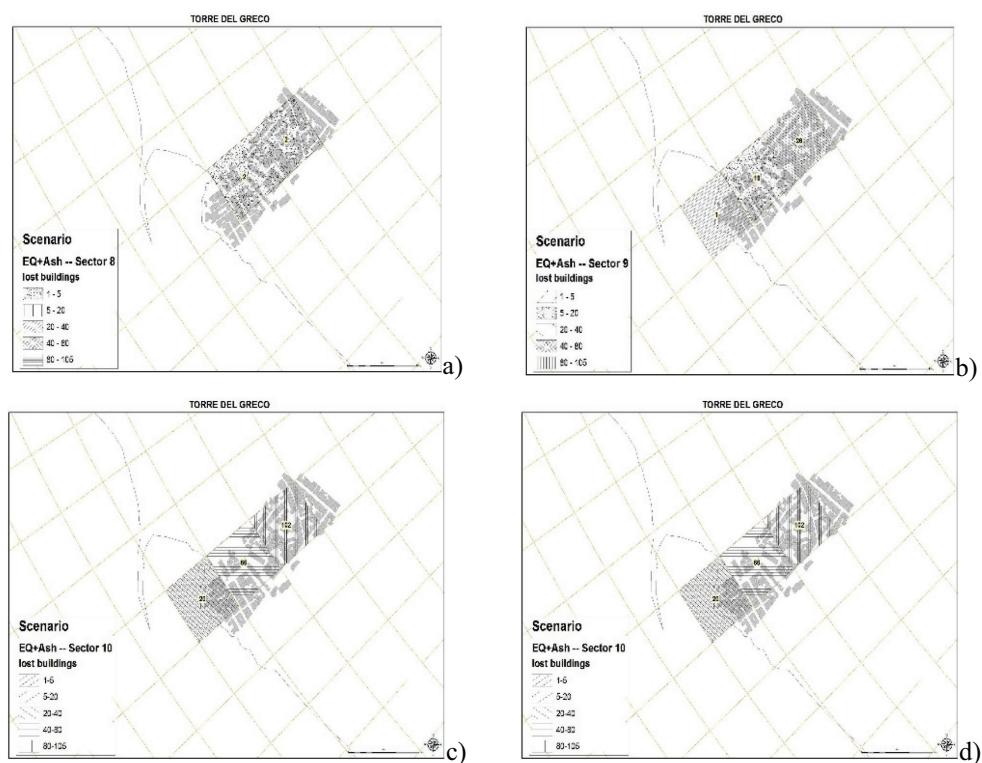 TORRE DEL GRECO
2
2
Scenario
EQ+Ash -- Sector 8
lost buildings
1 - 5
5 - 20
20 - 40
40 - 80
80 - 105
a)
TORRE DEL GRECO
Scenario
EQ+Ash -- Sector 9
lost buildings
1 - 5
5 - 20
20 - 40
40 - 80
80 - 105
b)
TORRE DEL GRECO
102
66
20
Scenario
EQ+Ash -- Sector 10
lost buildings
1-5
5-20
20-40
40-80
80-105
c)
TORRE DEL GRECO
102
66
20
Scenario
EQ+Ash -- Sector 10
lost buildings
1-5
5-20
20-40
40-80
80-105
d)